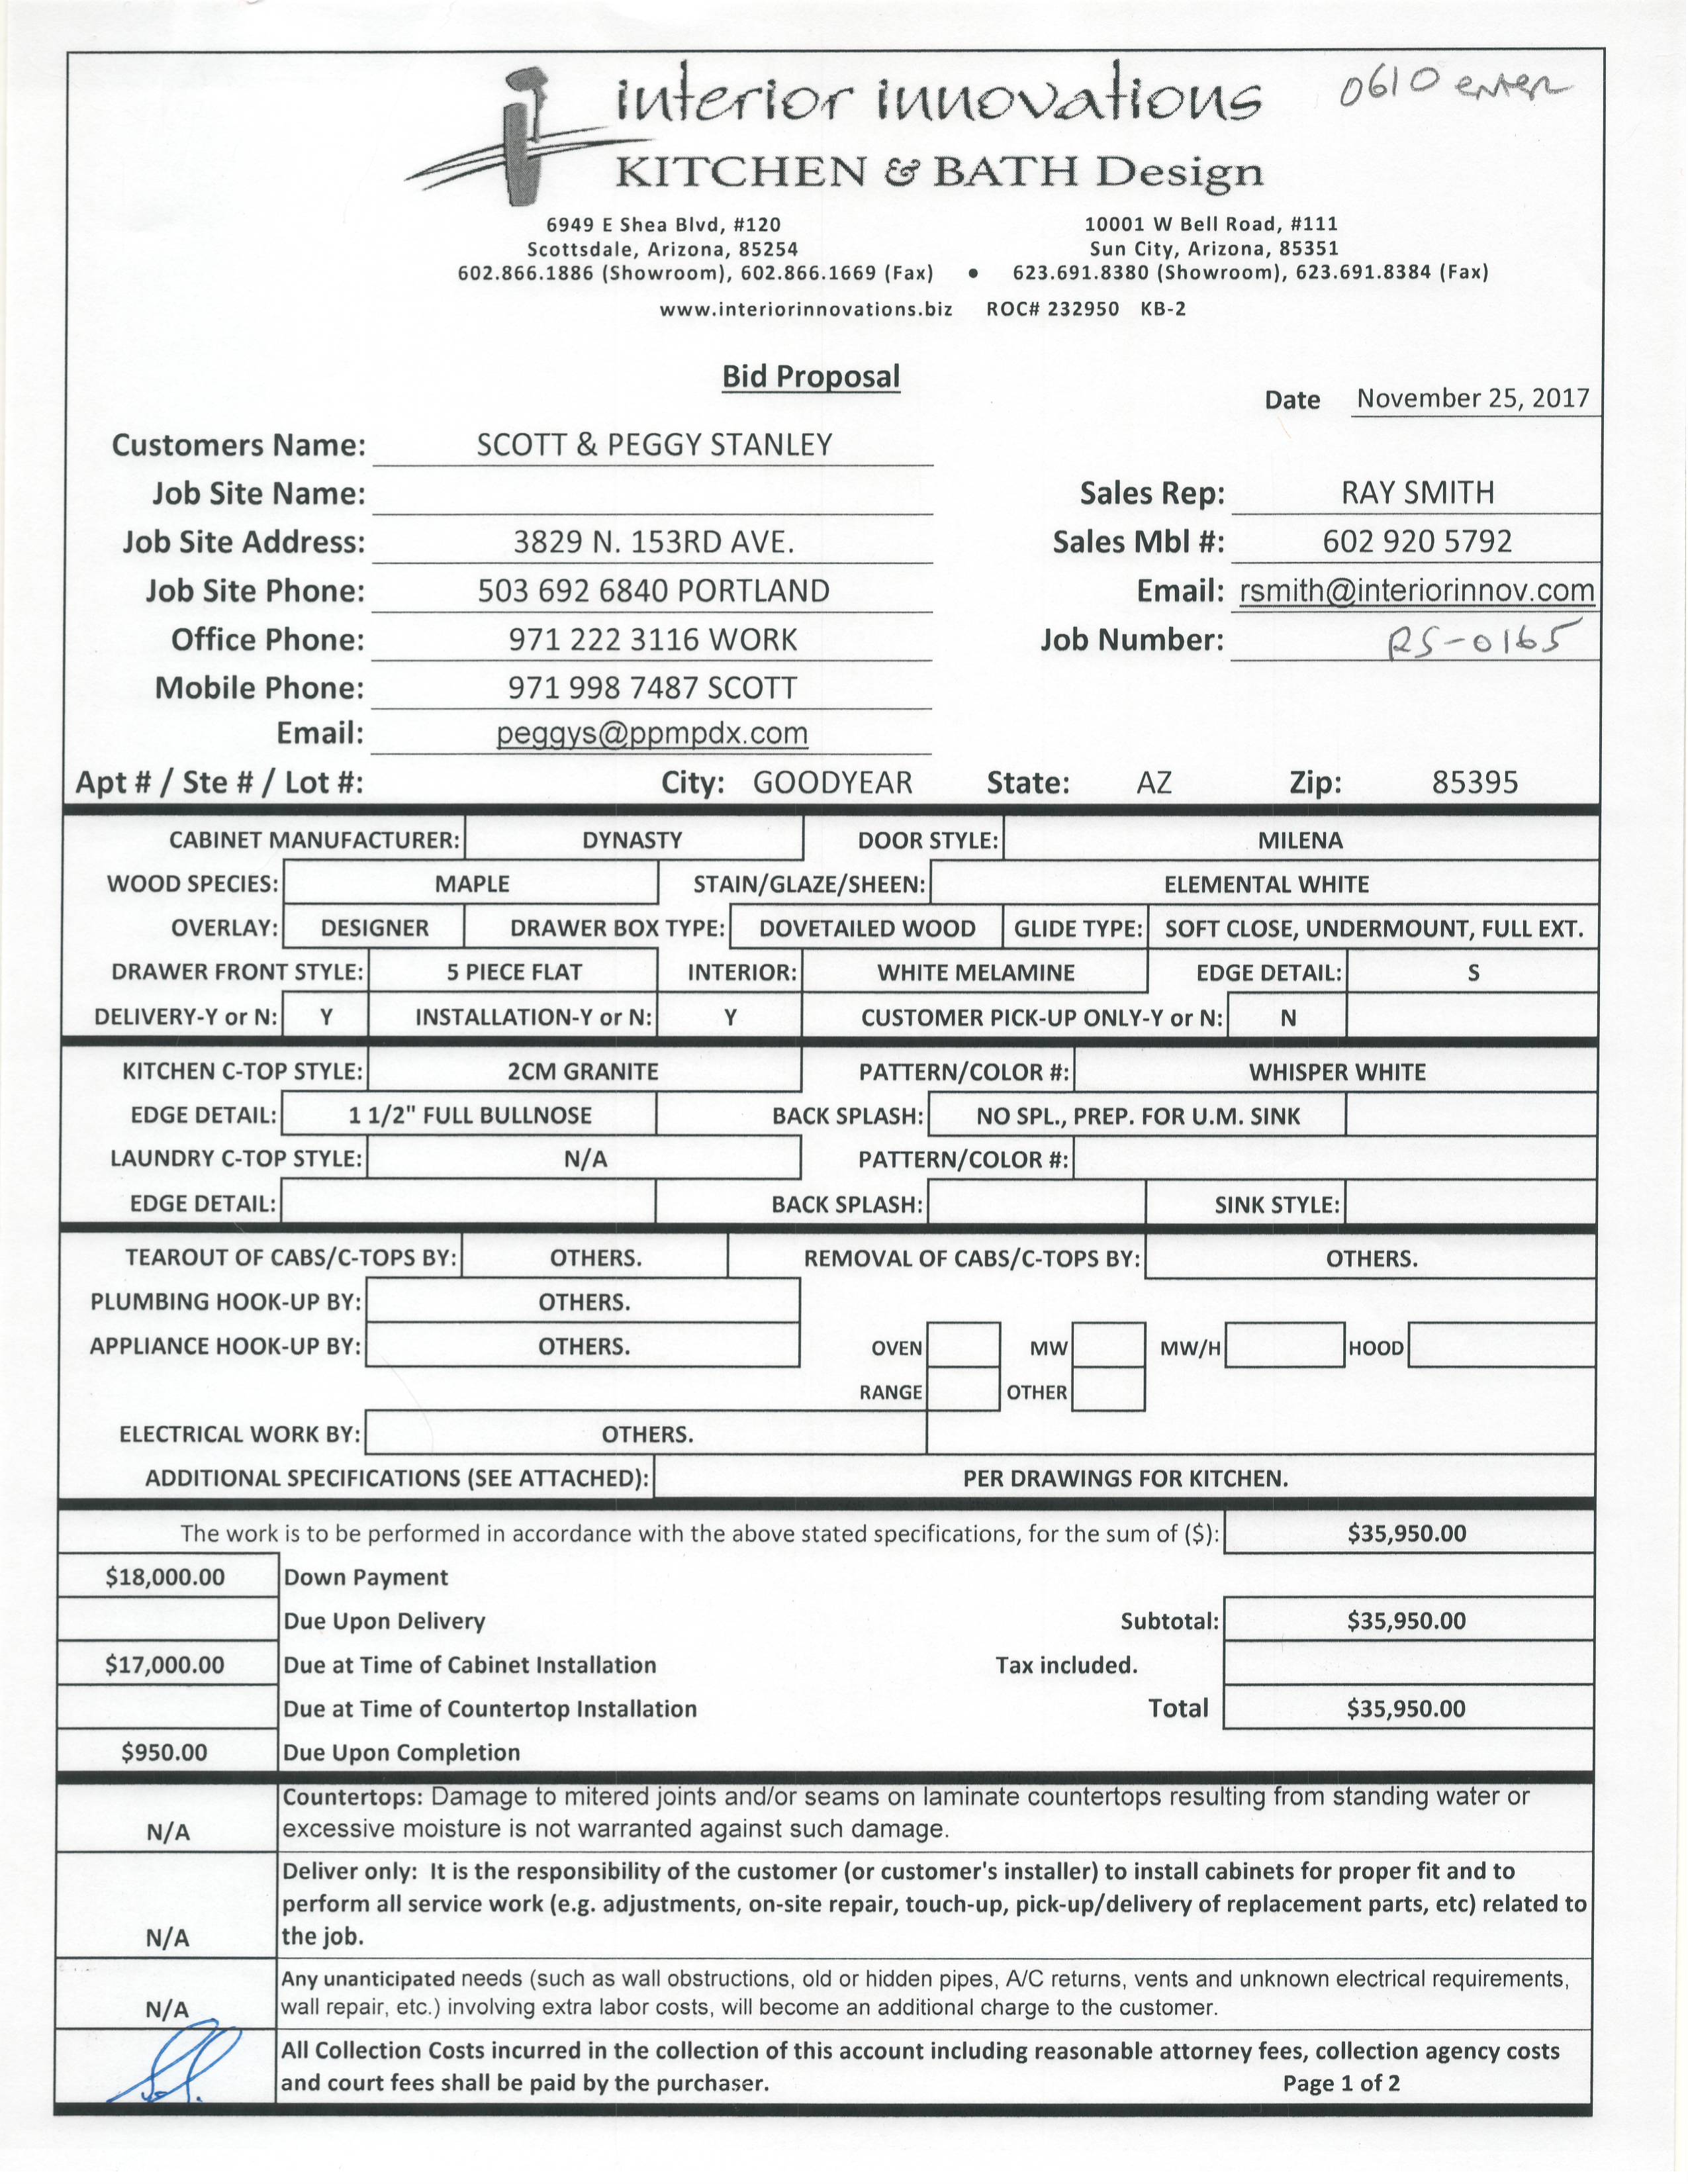 interior innovations
0610 enter
KITCHEN & BATH Design
6949 E Shea Blvd, #120 10001 W Bell Road, #111
Scottsdale, Arizona, 85254 Sun City, Arizona, 85351
602.866.1886 (Showroom), 602.866.1669 (Fax) • 623.691.8380 (Showroom), 623.691.8384 (Fax)
www.interiorinnovations.biz ROC# 232950 KB-2
Bid Proposal
Date November 25, 2017
Customers Name: SCOTT & PEGGY STANLEY
Job Site Name: Sales Rep: RAY SMITH
Job Site Address: 3829 N. 153RD AVE. Sales Mbl #: 602 920 5792
Job Site Phone: 503 692 6840 PORTLAND Email: rsmith@interiorinnov.com
Office Phone: 971 222 3116 WORK Job Number: RS-0165
Mobile Phone: 971 998 7487 SCOTT
Email: peggys@ppmpdx.com
Apt # / Ste # / Lot #: City: GOODYEAR State: AZ Zip: 85395
CABINET MANUFACTURER: DYNASTY DOOR STYLE: MILENA
WOOD SPECIES: MAPLE STAIN/GLAZE/SHEEN: ELEMENTAL WHITE
OVERLAY: DESIGNER DRAWER BOX TYPE: DOVETAILED WOOD GLIDE TYPE: SOFT CLOSE, UNDERMOUNT, FULL EXT.
DRAWER FRONT STYLE: 5 PIECE FLAT INTERIOR: WHITE MELAMINE EDGE DETAIL: S
DELIVERY-Y or N: Y INSTALLATION-Y or N: Y CUSTOMER PICK-UP ONLY-Y or N: N
KITCHEN C-TOP STYLE: 2CM GRANITE PATTERN/COLOR #: WHISPER WHITE
EDGE DETAIL: 1 1/2" FULL BULLNOSE BACK SPLASH: NO SPL., PREP. FOR U.M. SINK
LAUNDRY C-TOP STYLE: N/A PATTERN/COLOR #:
EDGE DETAIL: BACK SPLASH: SINK STYLE:
TEAROUT OF CABS/C-TOPS BY: OTHERS. REMOVAL OF CABS/C-TOPS BY: OTHERS.
PLUMBING HOOK-UP BY: OTHERS.
APPLIANCE HOOK-UP BY: OTHERS. OVEN MW MW/H HOOD
RANGE OTHER
ELECTRICAL WORK BY: OTHERS.
ADDITIONAL SPECIFICATIONS (SEE ATTACHED): PER DRAWINGS FOR KITCHEN.
The work is to be performed in accordance with the above stated specifications, for the sum of ($): $35,950.00
$18,000.00 Down Payment
Due Upon Delivery Subtotal: $35,950.00
$17,000.00 Due at Time of Cabinet Installation Tax included.
Due at Time of Countertop Installation Total $35,950.00
$950.00 Due Upon Completion
Countertops: Damage to mitered joints and/or seams on laminate countertops resulting from standing water or
N/A excessive moisture is not warranted against such damage.
Deliver only: It is the responsibility of the customer (or customer's installer) to install cabinets for proper fit and to
perform all service work (e.g. adjustments, on-site repair, touch-up, pick-up/delivery of replacement parts, etc) related to
N/A the job.
Any unanticipated needs (such as wall obstructions, old or hidden pipes, A/C returns, vents and unknown electrical requirements,
N/A wall repair, etc.) involving extra labor costs, will become an additional charge to the customer.
All Collection Costs incurred in the collection of this account including reasonable attorney fees, collection agency costs
and court fees shall be paid by the purchaser. Page 1 of 2